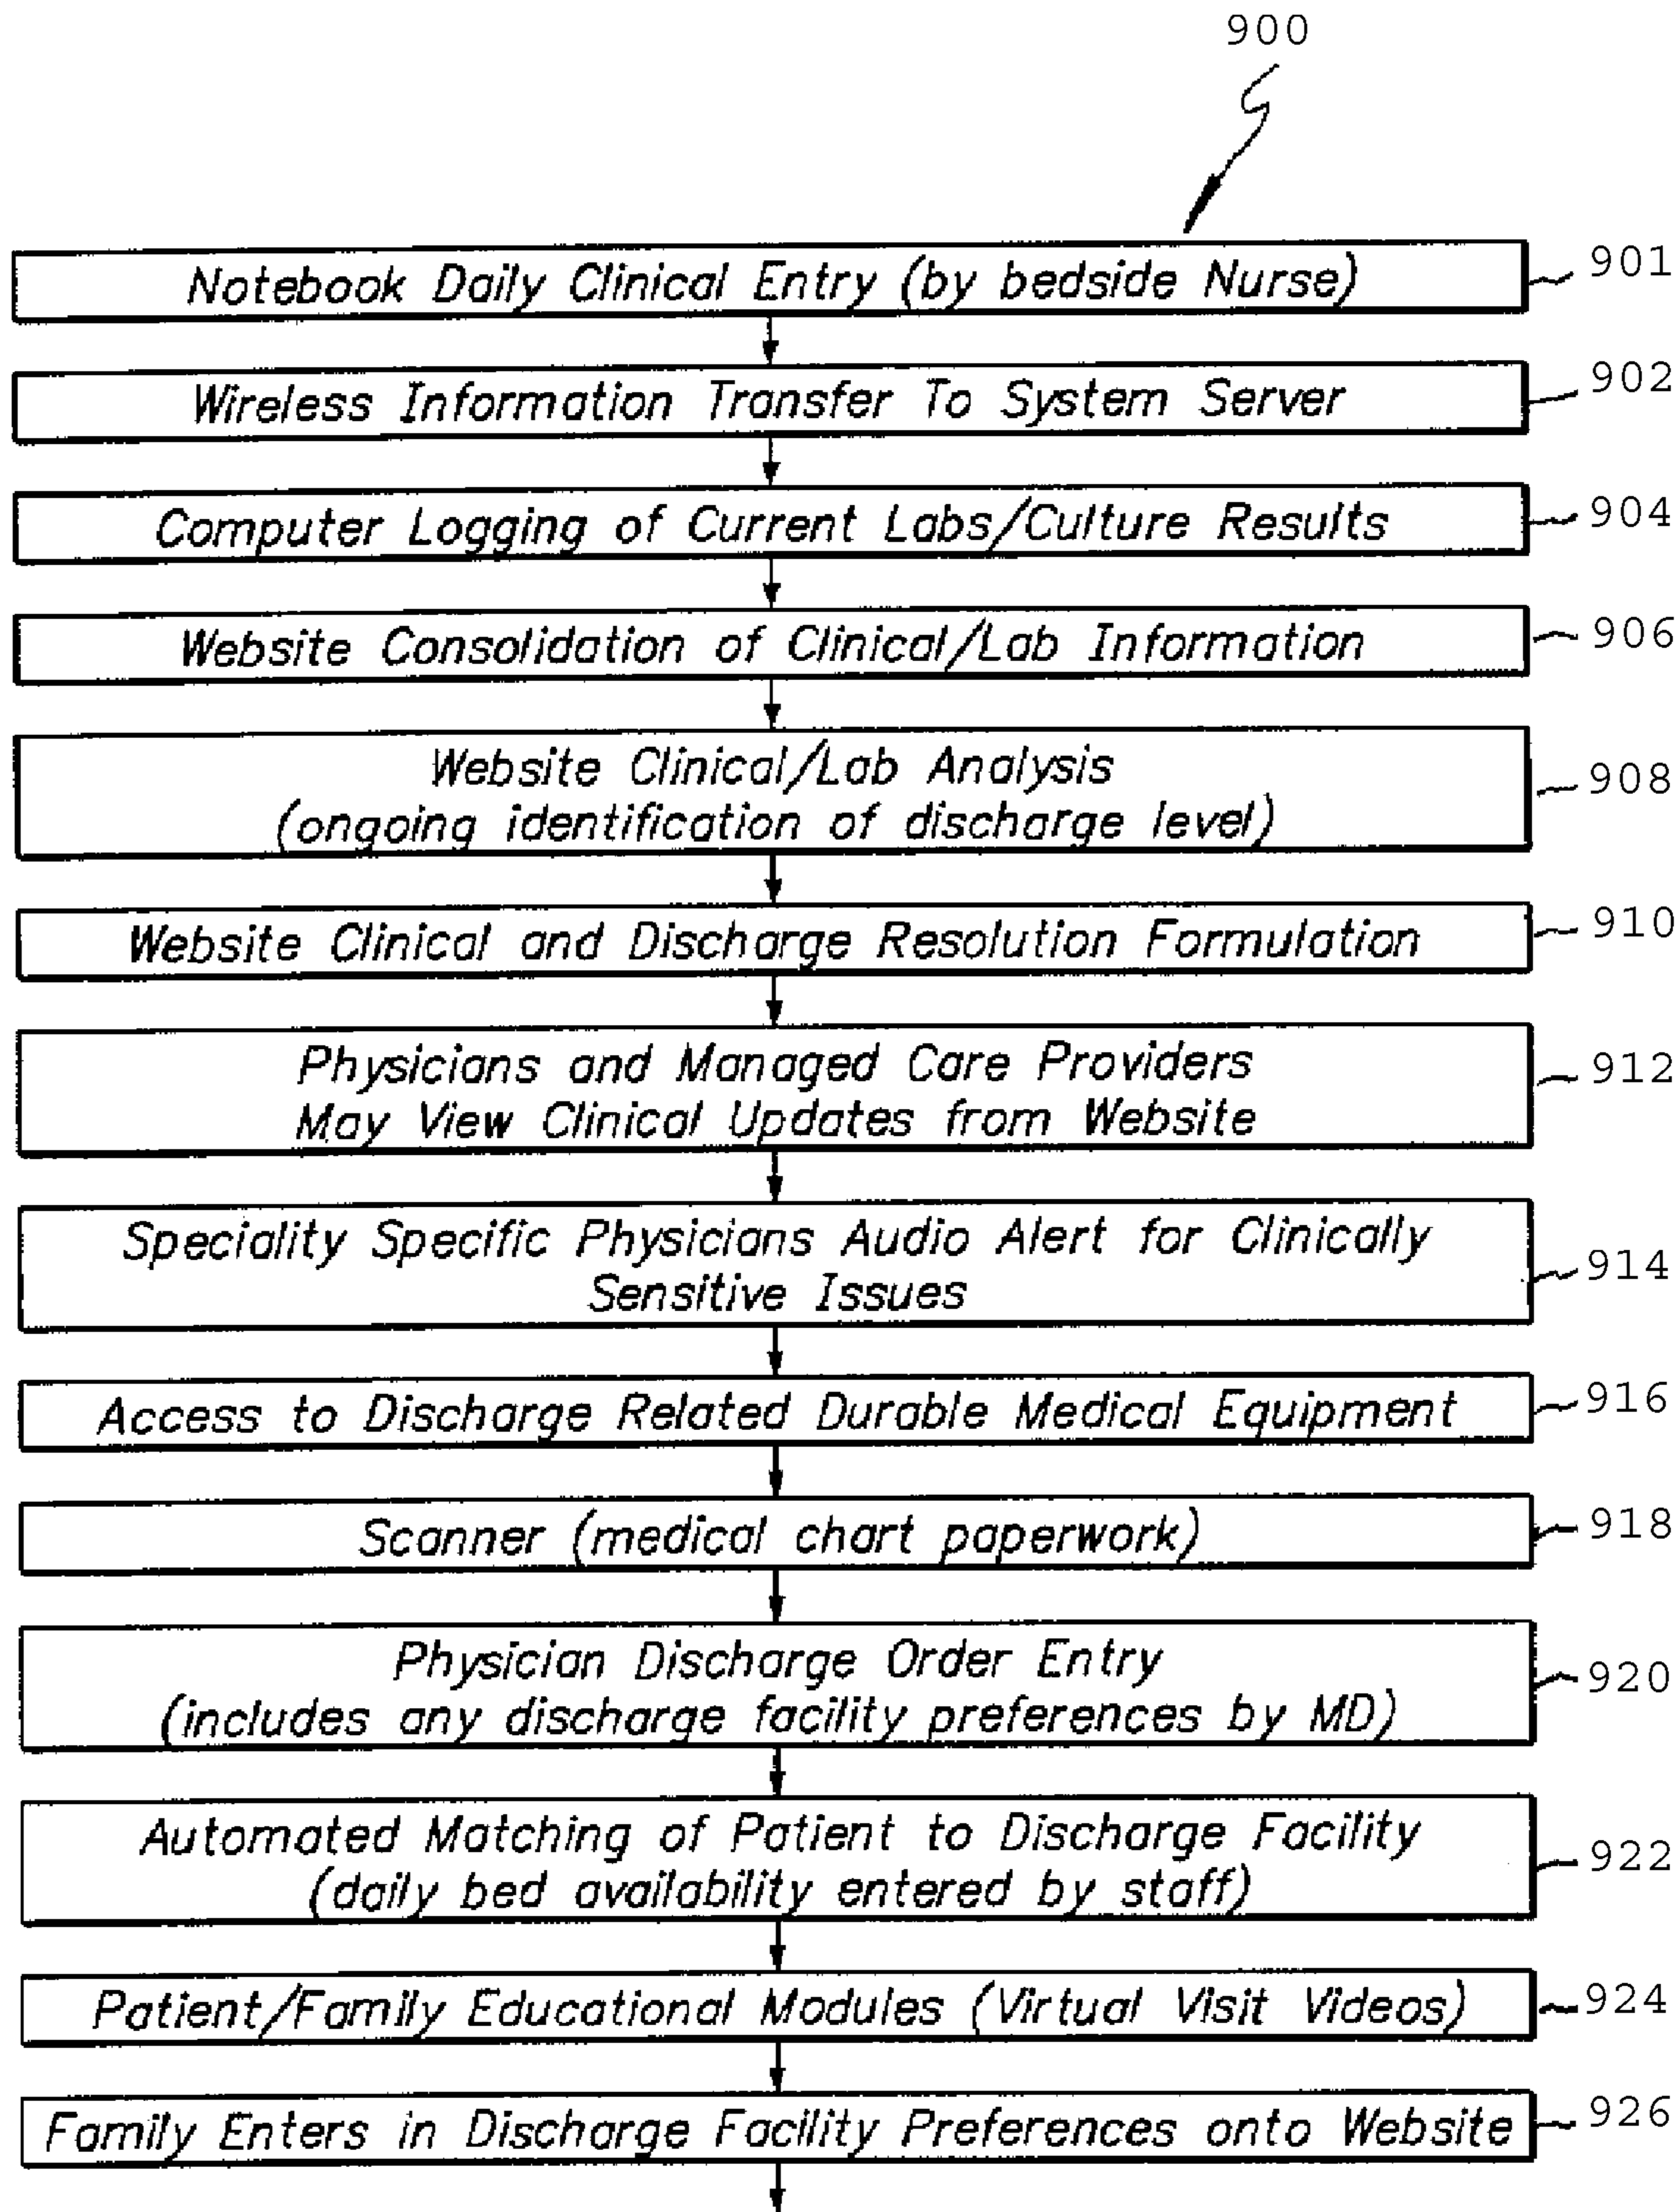 900
Notebook Daily Clinical Entry (by bedside Nurse) 901
Wireless Information Transfer To System Server 902
Computer Logging of Current Labs/Culture Results 904
Website Consolidation of Clinical/Lab Information 906
Website Clinical/Lab Analysis
(ongoing identification of discharge level) 908
Website Clinical and Discharge Resolution Formulation 910
Physicians and Managed Care Providers
May View Clinical Updates from Website 912
Speciality Specific Physicians Audio Alert for Clinically
Sensitive Issues 914
Access to Discharge Related Durable Medical Equipment 916
Scanner (medical chart paperwork) 918
Physician Discharge Order Entry
(includes any discharge facility preferences by MD) 920
Automated Matching of Patient to Discharge Facility
(daily bed availability entered by staff) 922
Patient/Family Educational Modules (Virtual Visit Videos) 924
Family Enters in Discharge Facility Preferences onto Website 926